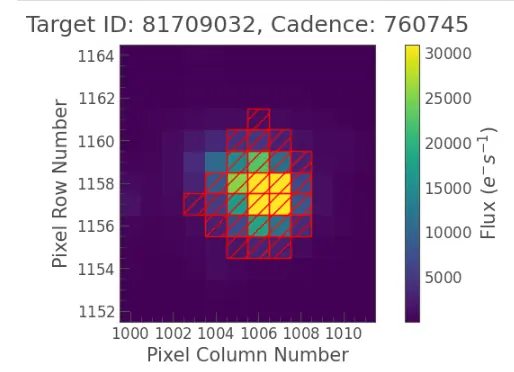 Target ID: 81709032, Cadence: 760745
1164
1162
1160
1158
1156
1154
1152
Pixel Row Number
1000 1002 1004 1006 1008 1010
Pixel Column Number
30000
25000
20000
15000
10000
5000
Flux (e⁻s⁻¹)